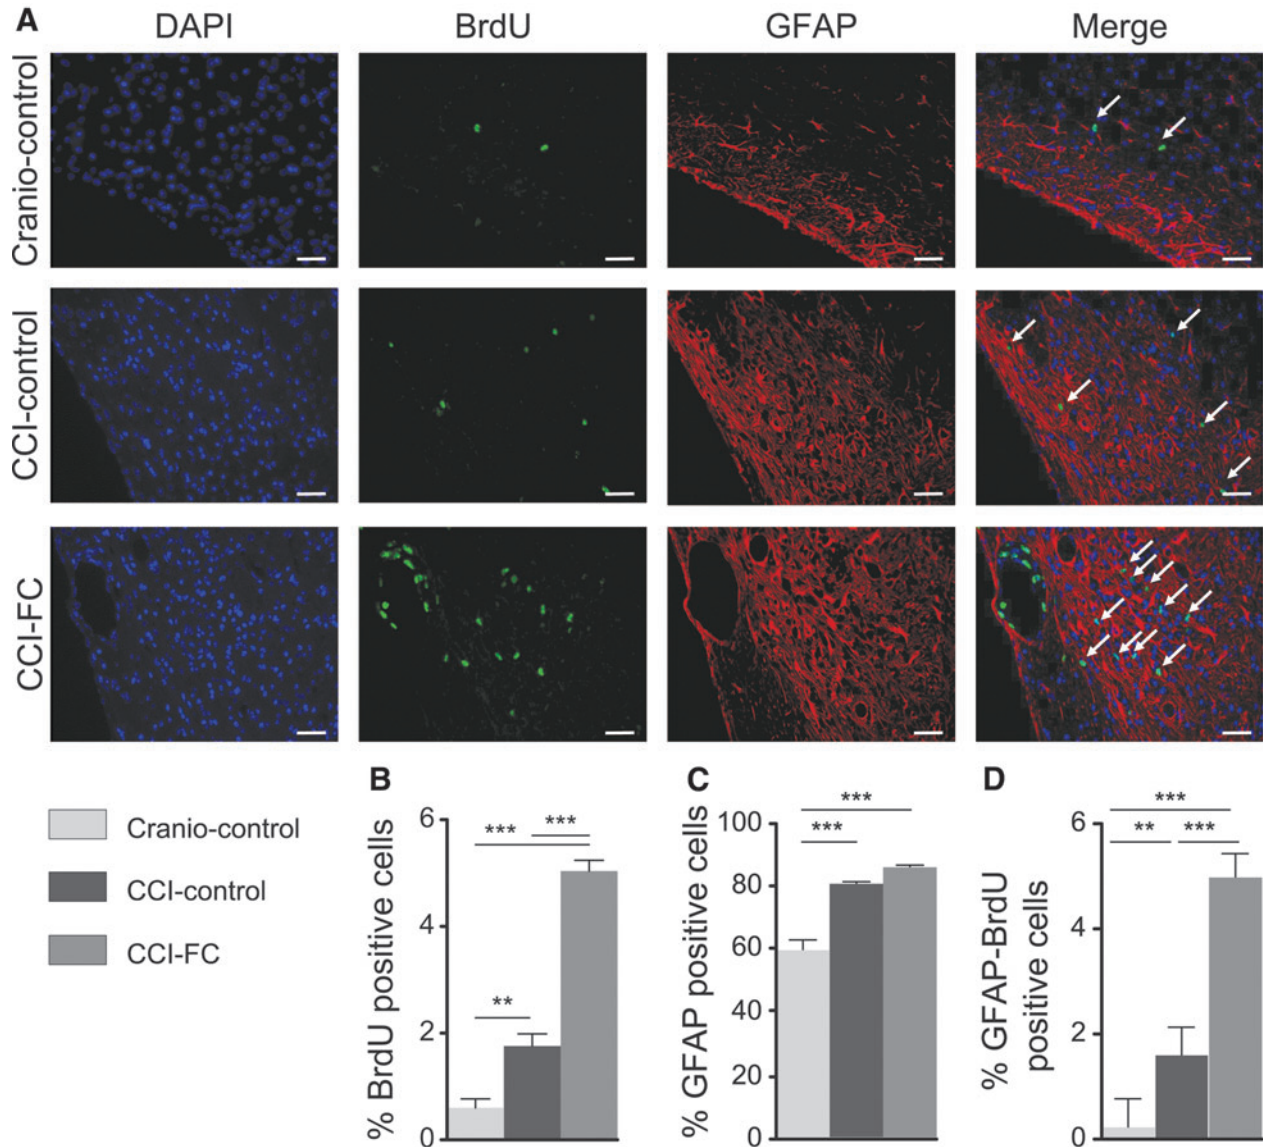 A
DAPI
BrdU
GFAP
Merge
Cranio-control
CCI-control
CCI-FC
Cranio-control
CCI-control
CCI-FC
B
% BrdU positive cells
6
4
2
0
***
***
**
C
% GFAP positive cells
100
80
60
40
20
0
***
***
D
% GFAP-BrdU
positive cells
6
4
2
0
***
**
***